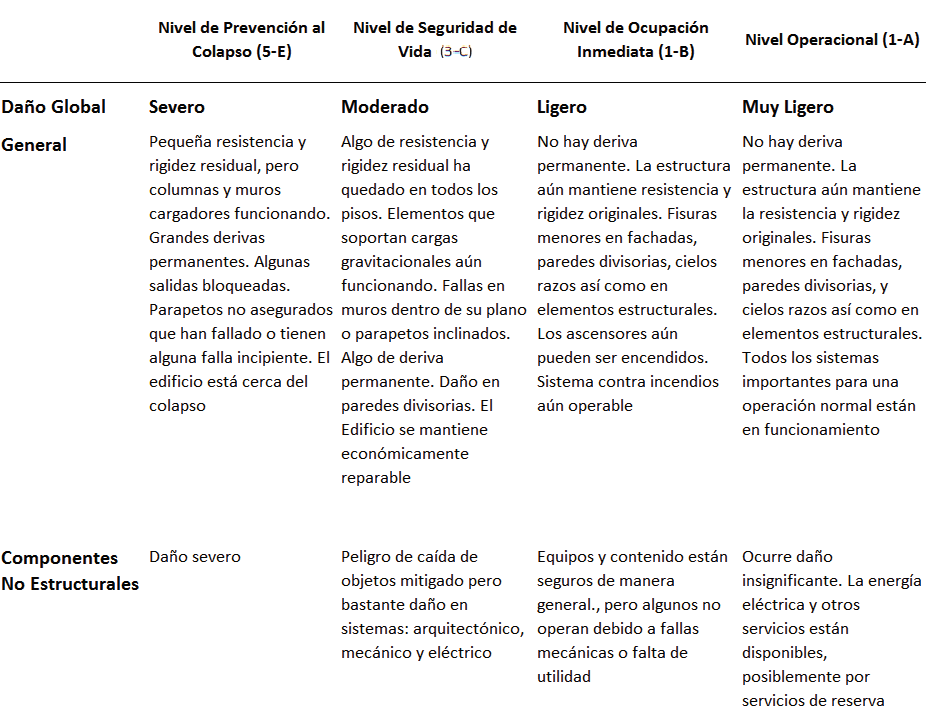 Nivel de Prevención al
Colapso (5-E)
Nivel de Seguridad de
Vida (3-C)
Nivel de Ocupación
Inmediata (1-B)
Nivel Operacional (1-A)
Daño Global
Severo
Moderado
Ligero
Muy Ligero
General
Pequeña resistencia y
rigidez residual, pero
columnas y muros
cargadores funcionando.
Grandes derivas
permanentes. Algunas
salidas bloqueadas.
Parapetos no asegurados
que han fallado o tienen
alguna falla incipiente. El
edificio está cerca del
colapso
Algo de resistencia y
rigidez residual ha
quedado en todos los
pisos. Elementos que
soportan cargas
gravitacionales aún
funcionando. Fallas en
muros dentro de su plano
o parapetos inclinados.
Algo de deriva
permanente. Daño en
paredes divisorias. El
Edificio se mantiene
económicamente
reparable
No hay deriva
permanente. La estructura
aún mantiene resistencia y
rigidez originales. Fisuras
menores en fachadas,
paredes divisorias, cielos
razos así como en
elementos estructurales.
Los ascensores aún
pueden ser encendidos.
Sistema contra incendios
aún operable
No hay deriva
permanente. La
estructura aún mantiene
la resistencia y rigidez
originales. Fisuras
menores en fachadas,
paredes divisorias, y
cielos razos así como en
elementos estructurales.
Todos los sistemas
importantes para una
operación normal están
en funcionamiento
Componentes
No Estructurales
Daño severo
Peligro de caída de
objetos mitigado pero
bastante daño en
sistemas: arquitectónico,
mecánico y eléctrico
Equipos y contenido están
seguros de manera
general., pero algunos no
operan debido a fallas
mecánicas o falta de
utilidad
Ocurre daño
insignificante. La energía
eléctrica y otros
servicios están
disponibles,
posiblemente por
servicios de reserva